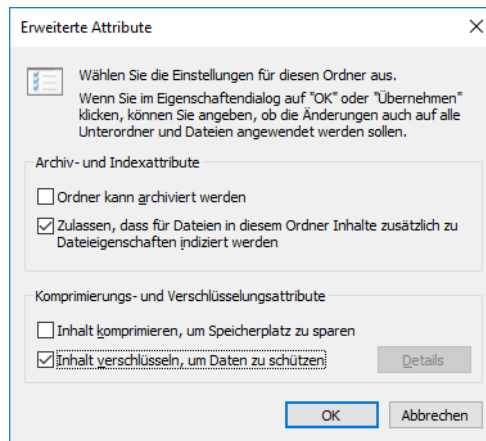 Erweiterte Attribute
Wählen Sie die Einstellungen für diesen Ordner aus.
Wenn Sie im Eigenschaftendialog auf "OK" oder "Übernehmen"
klicken, können Sie angeben, ob die Änderungen auch auf alle
Unterordner und Dateien angewendet werden sollen.
Archiv- und Indexattribute
Ordner kann archiviert werden
Zulassen, dass für Dateien in diesem Ordner Inhalte zusätzlich zu
Dateieigenschaften indiziert werden
Komprimierungs- und Verschlüsselungsattribute
Inhalt komprimieren, um Speicherplatz zu sparen
Inhalt verschlüsseln, um Daten zu schützen
Details
OK
Abbrechen